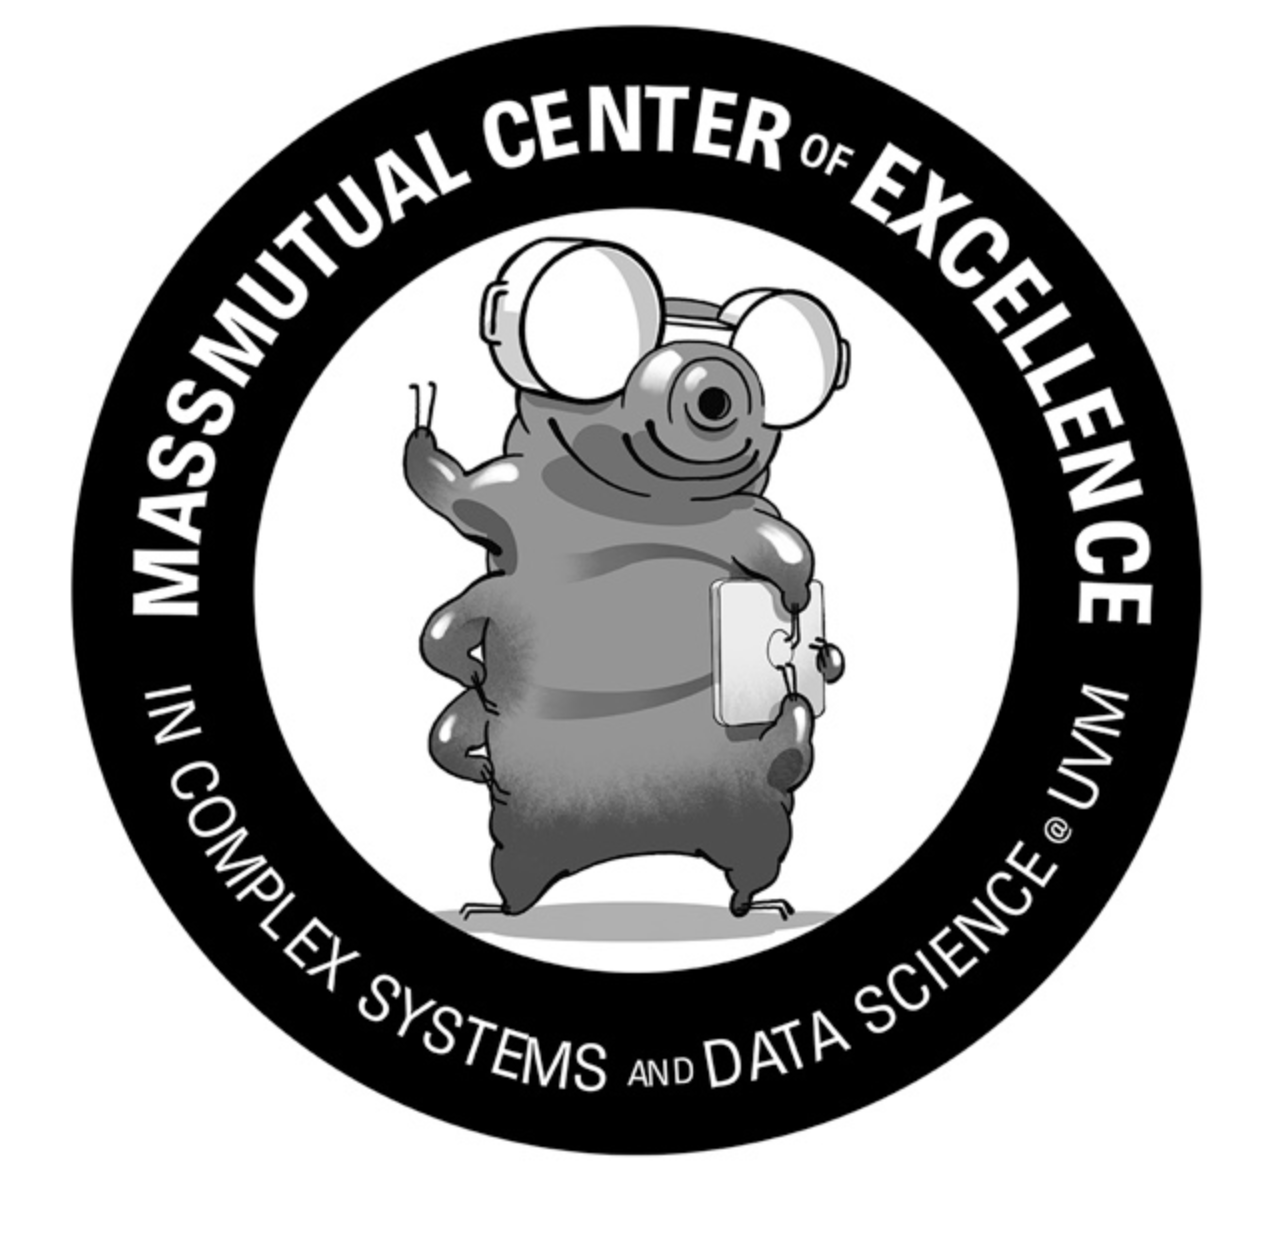 MASSMUTUAL CENTER OF EXCELLENCE
IN COMPLEX SYSTEMS AND DATA SCIENCE @ UVM